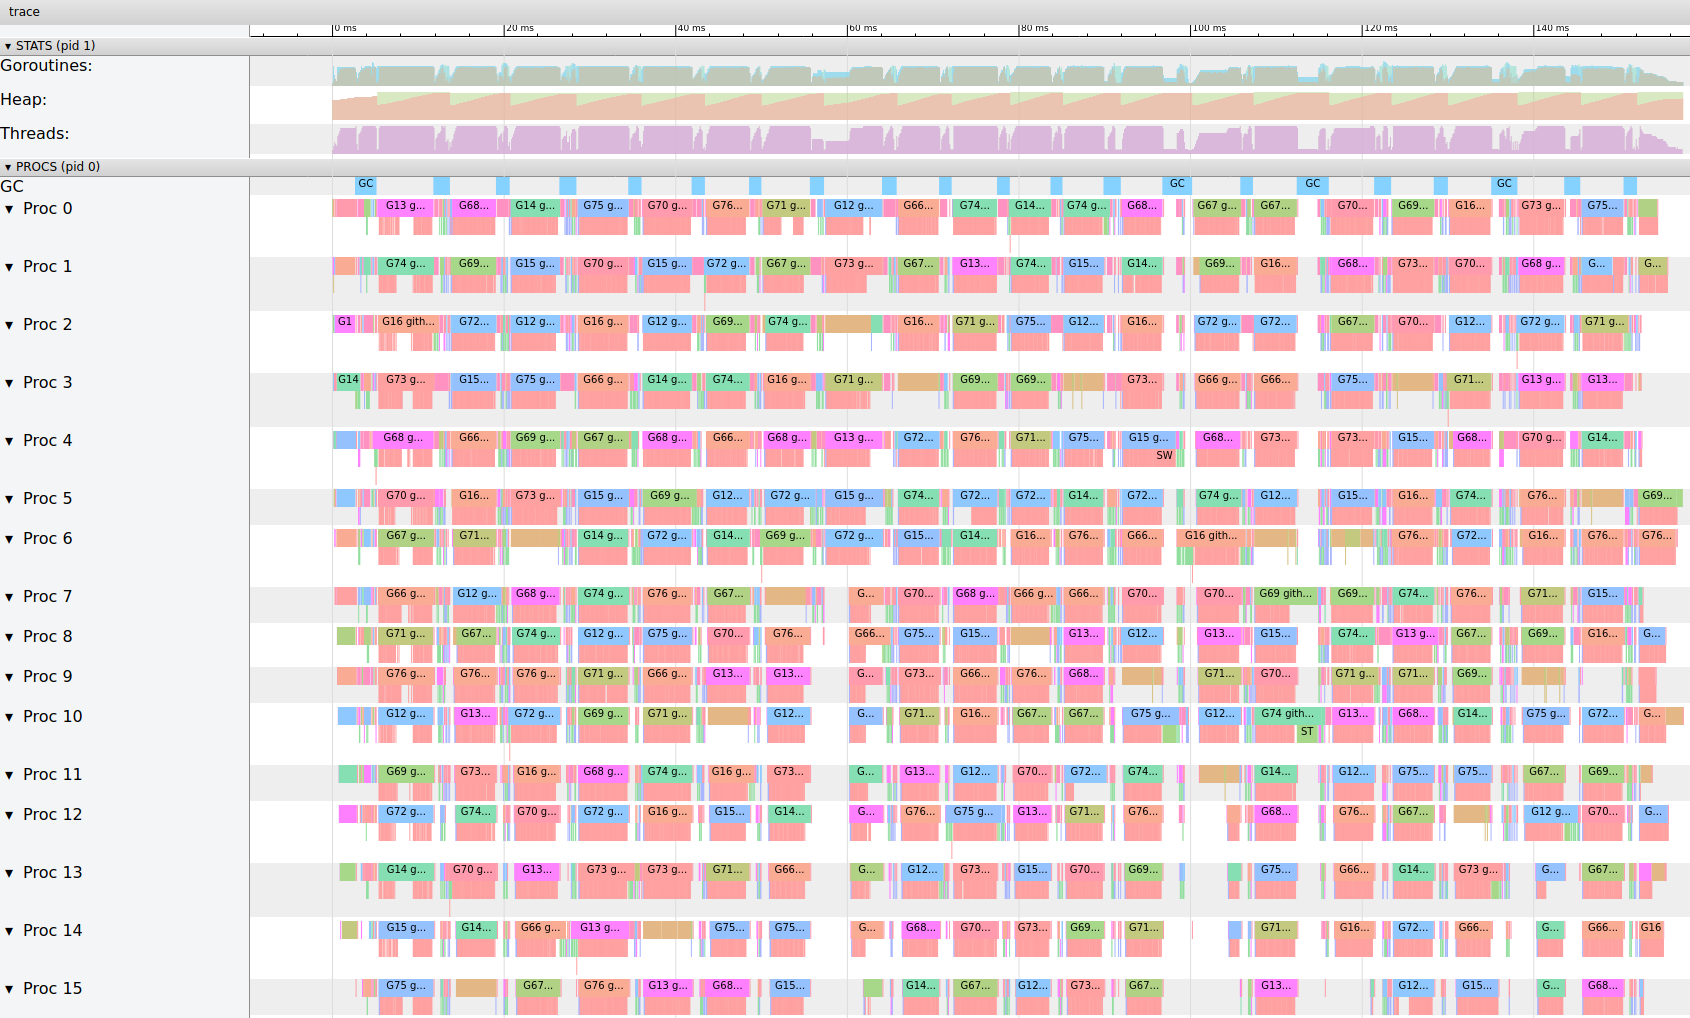 trace
0 ms 20 ms 40 ms 60 ms 80 ms 100 ms 120 ms 140 ms
▾ STATS (pid 1)
Goroutines:
Heap:
Threads:
▾ PROCS (pid 0)
GC GC GC GC GC
▼ Proc 0 G13 g... G68... G14 g... G75 g... G70 g... G76... G71 g... G12 g... G66... G74... G14... G74 g... G68... G67 g... G67... G70... G69... G16... G73 g... G75...
▼ Proc 1 G74 g... G69... G15 g... G70 g... G15 g... G72 g... G67 g... G73 g... G67... G13... G74... G15... G14... G69... G16... G68... G73... G70... G68 g... G... G...
▼ Proc 2 G1 G16 gith... G72... G12 g... G16 g... G12 g... G69... G74 g... G16... G71 g... G75... G12... G16... G72 g... G72... G67... G70... G12... G72 g... G71 g...
▼ Proc 3 G14 G73 g... G15... G75 g... G66 g... G14 g... G74... G16 g... G71 g... G69... G69... G73... G66 g... G66... G75... G71... G13 g... G13...
▼ Proc 4 G68 g... G66... G69 g... G67 g... G68 g... G66... G68 g... G13 g... G72... G76... G71... G75... G15 g... G68... G73... G73... G15... G68... G70 g... G14...
SW
▼ Proc 5 G70 g... G16... G73 g... G15 g... G69 g... G12... G72 g... G15 g... G74... G72... G72... G14... G72... G74 g... G12... G15... G16... G74... G76... G69...
▼ Proc 6 G67 g... G71... G14 g... G72 g... G14... G69 g... G72 g... G15... G14... G16... G76... G66... G16 gith... G76... G72... G16... G76... G76...
▼ Proc 7 G66 g... G12 g... G68 g... G74 g... G76 g... G67... G... G70... G68 g... G66 g... G66... G70... G70... G69 gith... G69... G74... G76... G71... G15...
▼ Proc 8 G71 g... G67... G74 g... G12 g... G75 g... G70... G76... G66... G75... G15... G13... G12... G13... G15... G74... G13 g... G67... G69... G16... G...
▼ Proc 9 G76 g... G76... G76 g... G71 g... G66 g... G13... G13... G... G73... G66... G76... G68... G71... G70... G71 g... G71... G69...
▼ Proc 10 G12 g... G13... G72 g... G69 g... G71 g... G12... G... G71... G16... G67... G67... G75 g... G12... G74 gith... G13... G68... G14... G75 g... G72... G...
ST
▼ Proc 11 G69 g... G73... G16 g... G68 g... G74 g... G16 g... G73... G... G13... G12... G70... G72... G74... G14... G12... G75... G75... G67... G69...
▼ Proc 12 G72 g... G74... G70 g... G72 g... G16 g... G15... G14... G... G76... G75 g... G13... G71... G76... G68... G76... G67... G12 g... G70... G...
▼ Proc 13 G14 g... G70 g... G13... G73 g... G73 g... G71... G66... G... G12... G73... G15... G70... G69... G75... G66... G14... G73 g... G... G67...
▼ Proc 14 G15 g... G14... G66 g... G13 g... G75... G75... G... G68... G70... G73... G69... G71... G71... G16... G72... G66... G... G66... G16
▼ Proc 15 G75 g... G67... G76 g... G13 g... G68... G15... G14... G67... G12... G73... G67... G13... G12... G15... G... G68...